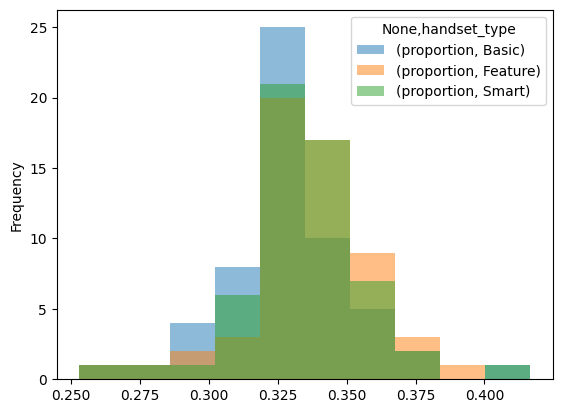 None,handset_type
(proportion, Basic)
(proportion, Feature)
(proportion, Smart)
Frequency
25
20
15
10
5
0
0.250 0.275 0.300 0.325 0.350 0.375 0.400